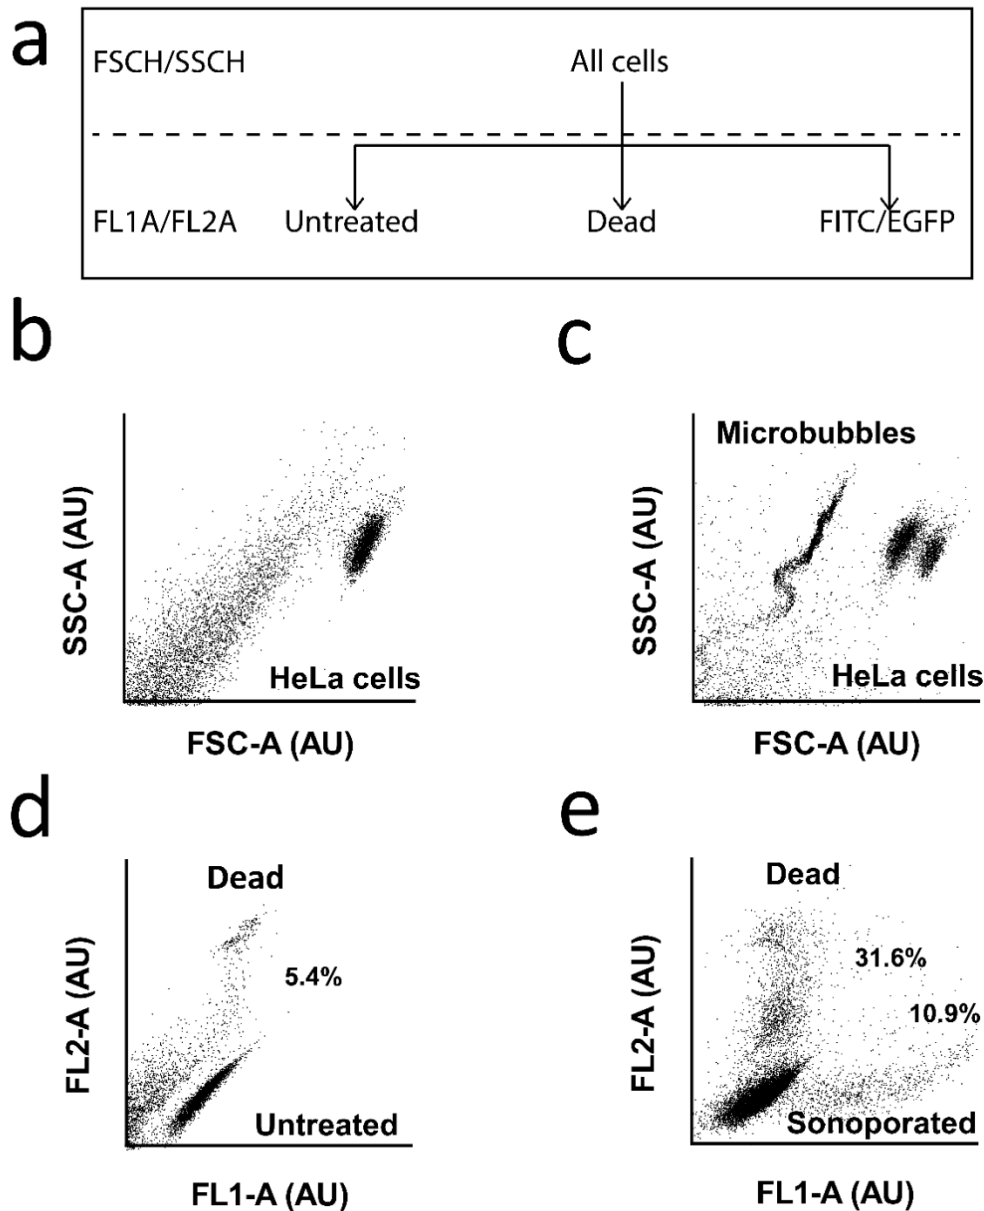 a
FSCH/SSCH
All cells
FL1A/FL2A
Untreated
Dead
FITC/EGFP
b
SSC-A (AU)
HeLa cells
FSC-A (AU)
c
Microbubbles
SSC-A (AU)
HeLa cells
FSC-A (AU)
d
Dead
5.4%
FL2-A (AU)
Untreated
FL1-A (AU)
e
Dead
31.6%
10.9%
FL2-A (AU)
Sonoporated
FL1-A (AU)